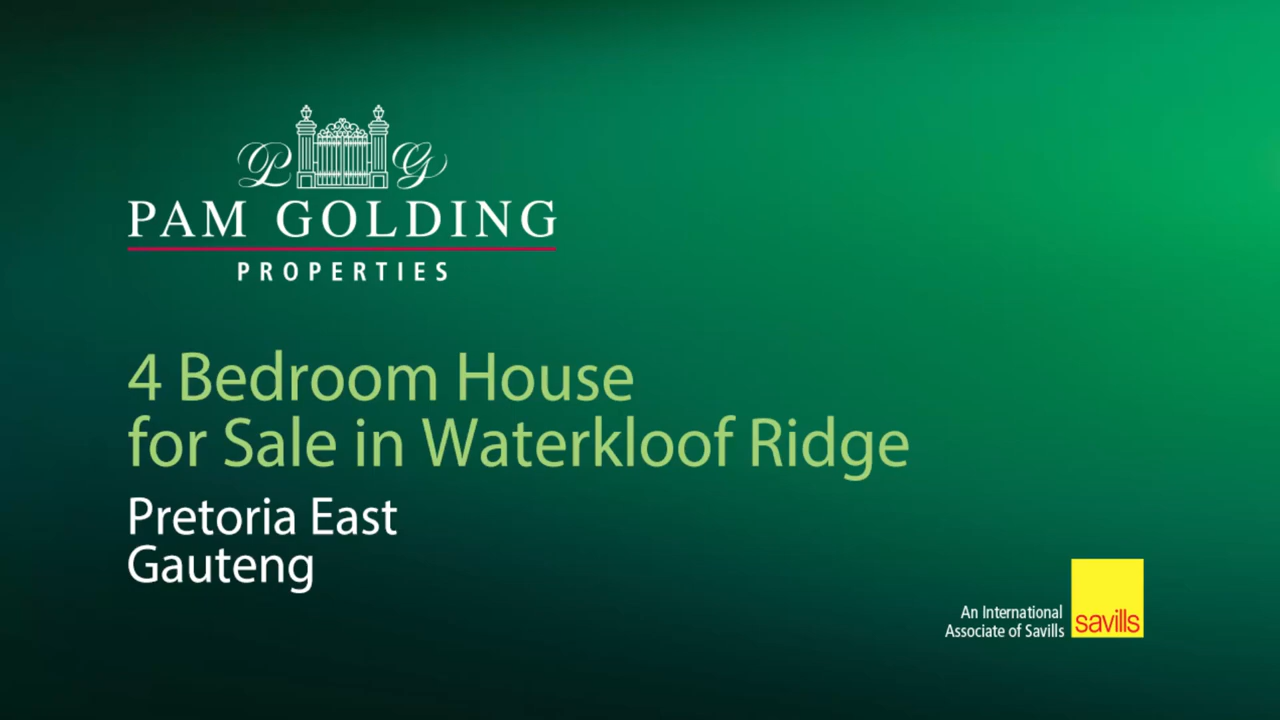 P G
PAM GOLDING
PROPERTIES
4 Bedroom House
for Sale in Waterkloof Ridge
Pretoria East
Gauteng
An International
Associate of Savills
savills